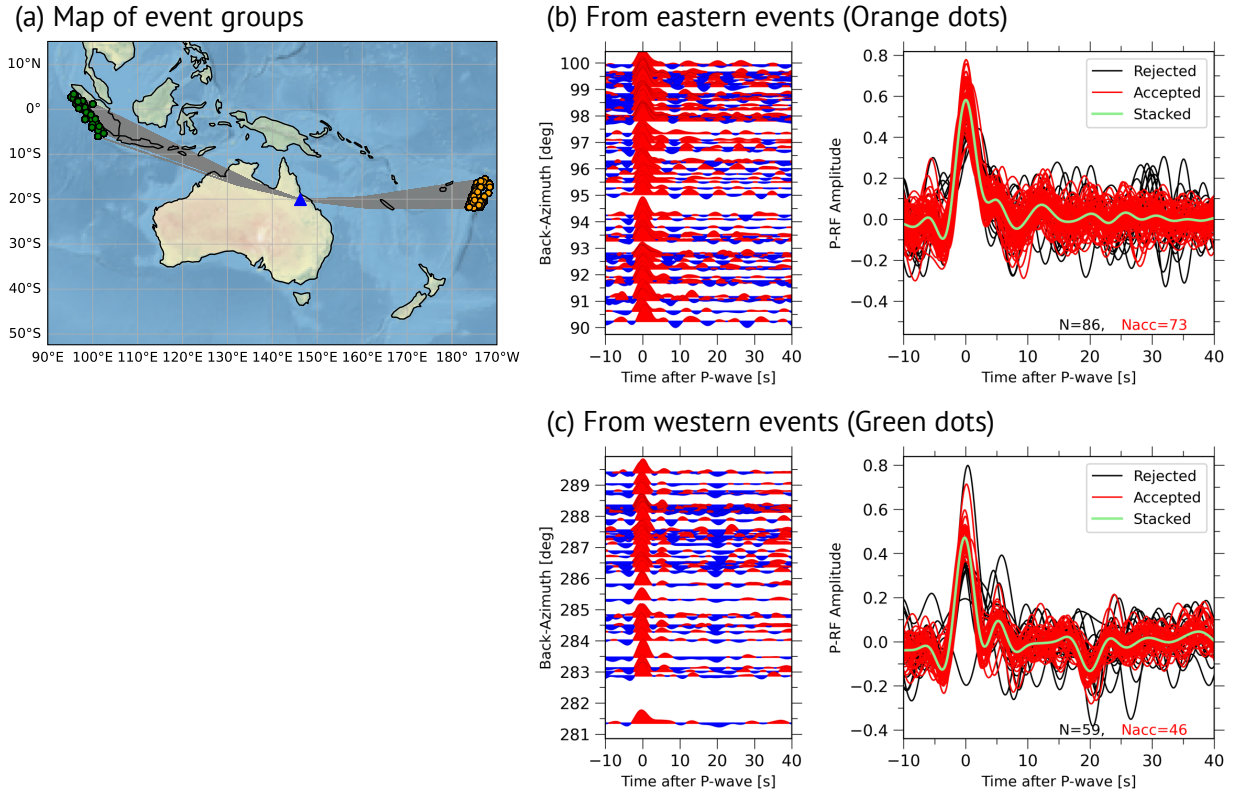 (a) Map of event groups
10°N
0°
10°S
20°S
30°S
40°S
50°S
90°E 100°E 110°E 120°E 130°E 140°E 150°E 160°E 170°E 180° 170°W
(b) From eastern events (Orange dots)
Back-Azimuth [deg]
100
99
98
97
96
95
94
93
92
91
90
−10 0 10 20 30 40
Time after P-wave [s]
P-RF Amplitude
0.8
0.6
0.4
0.2
0.0
−0.2
−0.4
Rejected
Accepted
Stacked
N=86, Nacc=73
−10 0 10 20 30 40
Time after P-wave [s]
(c) From western events (Green dots)
Back-Azimuth [deg]
289
288
287
286
285
284
283
282
281
−10 0 10 20 30 40
Time after P-wave [s]
P-RF Amplitude
0.8
0.6
0.4
0.2
0.0
−0.2
−0.4
Rejected
Accepted
Stacked
N=59, Nacc=46
−10 0 10 20 30 40
Time after P-wave [s]